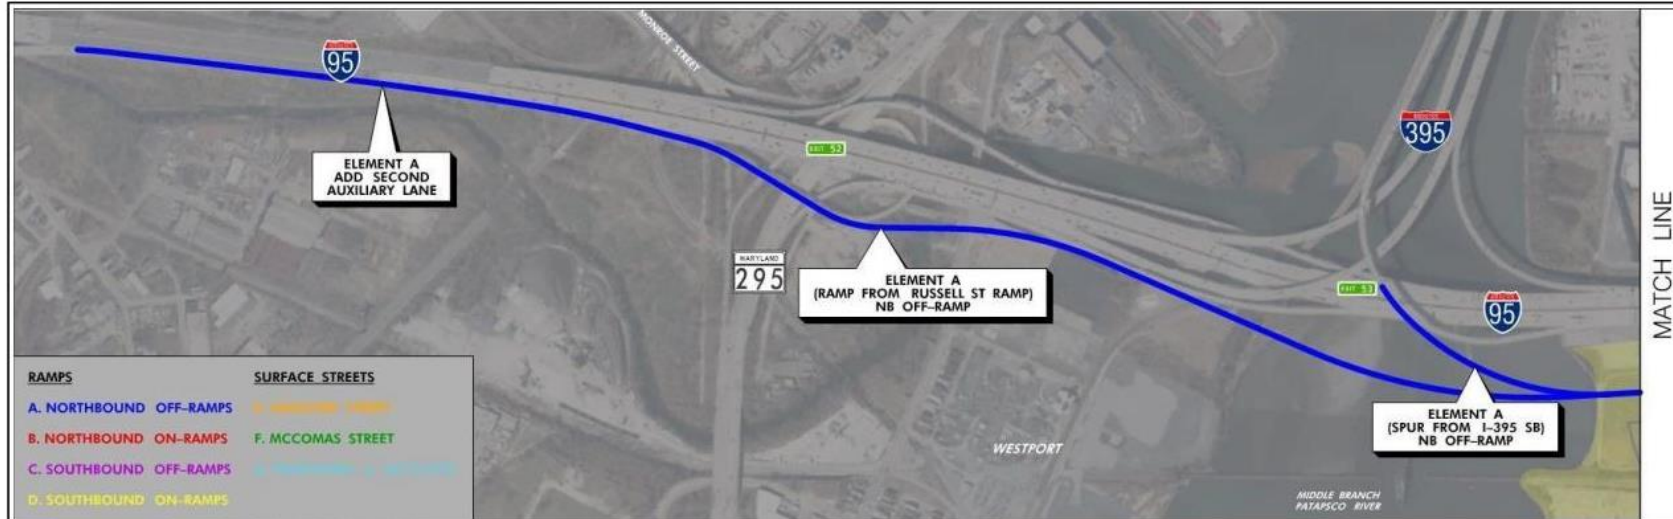 MONROE STREET
95
ELEMENT A
ADD SECOND
AUXILIARY LANE
EXIT 52
395
MARYLAND
295
ELEMENT A
(RAMP FROM RUSSELL ST RAMP)
NB OFF-RAMP
EXIT 53
95
MATCH LINE
RAMPS
A. NORTHBOUND OFF-RAMPS
B. NORTHBOUND ON-RAMPS
C. SOUTHBOUND OFF-RAMPS
D. SOUTHBOUND ON-RAMPS
SURFACE STREETS
F. MCCOMAS STREET
ELEMENT A
(SPUR FROM I-395 SB)
NB OFF-RAMP
WESTPORT
MIDDLE BRANCH
PATAPSCO RIVER